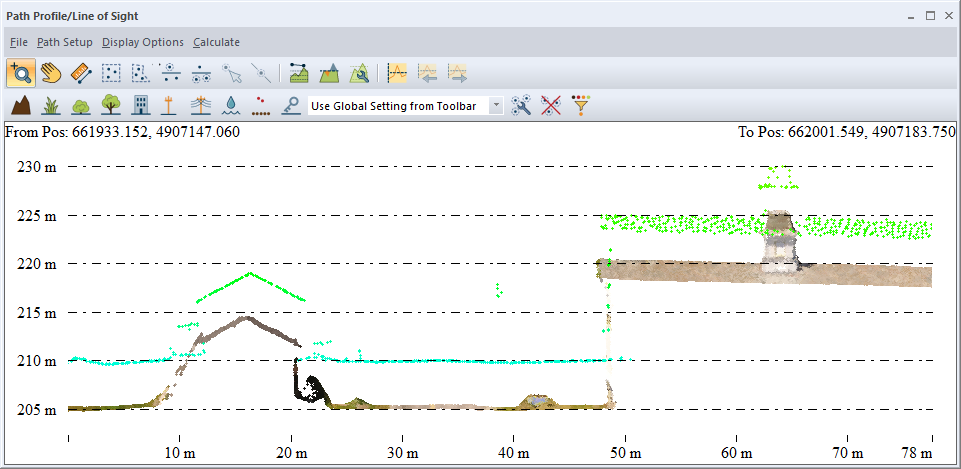 Path Profile/Line of Sight
File Path Setup Display Options Calculate
Use Global Setting from Toolbar
From Pos: 661933.152, 4907147.060 To Pos: 662001.549, 4907183.750
230 m
225 m
220 m
215 m
210 m
205 m
10 m 20 m 30 m 40 m 50 m 60 m 70 m 78 m